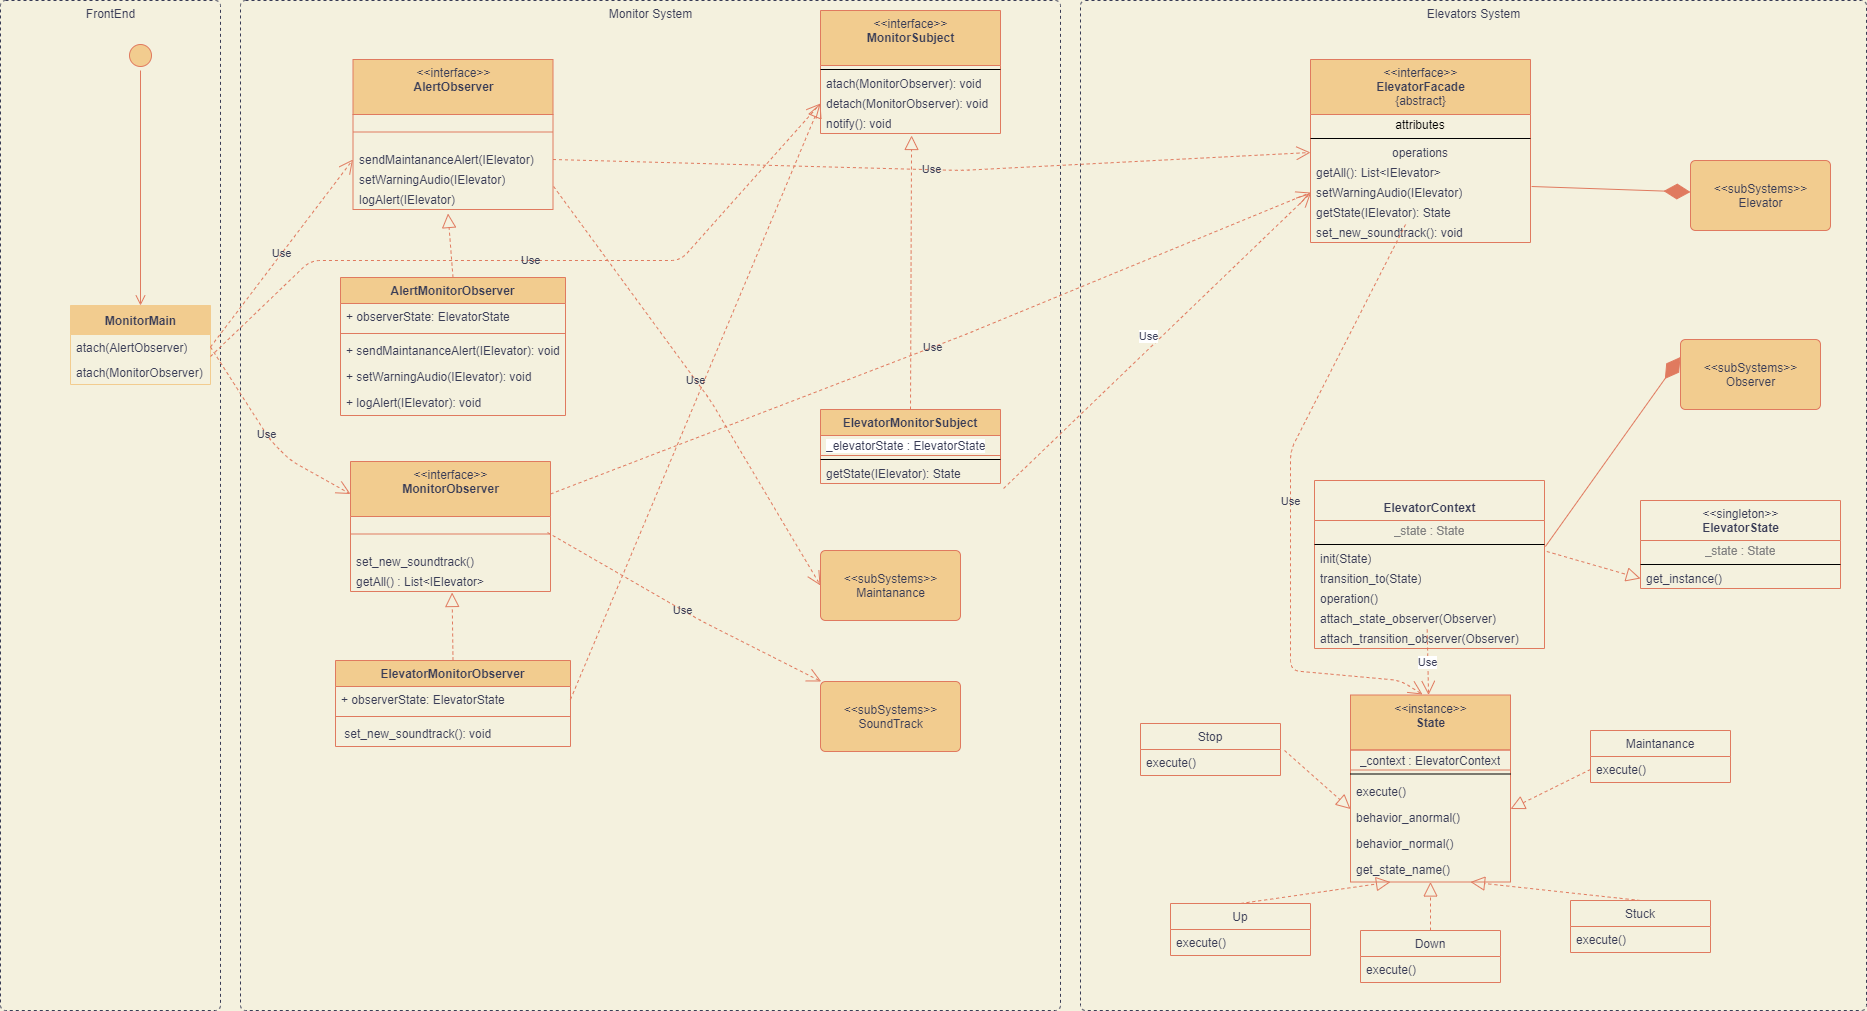 FrontEnd
MonitorMain
atach(AlertObserver)
atach(MonitorObserver)
Use
Use
Use
Monitor System
<<interface>>
AlertObserver
sendMaintananceAlert(IElevator)
setWarningAudio(IElevator)
logAlert(IElevator)
AlertMonitorObserver
+ observerState: ElevatorState
+ sendMaintananceAlert(IElevator): void
+ setWarningAudio(IElevator): void
+ logAlert(IElevator): void
<<interface>>
MonitorObserver
set_new_soundtrack()
getAll() : List<IElevator>
ElevatorMonitorObserver
+ observerState: ElevatorState
set_new_soundtrack(): void
<<interface>>
MonitorSubject
atach(MonitorObserver): void
detach(MonitorObserver): void
notify(): void
Use
Use
Use
Use
Use
ElevatorMonitorSubject
_elevatorState : ElevatorState
getState(IElevator): State
<<subSystems>>
Maintanance
<<subSystems>>
SoundTrack
Elevators System
<<interface>>
ElevatorFacade
{abstract}
attributes
operations
getAll(): List<IElevator>
setWarningAudio(IElevator)
getState(IElevator): State
set_new_soundtrack(): void
<<subSystems>>
Elevator
<<subSystems>>
Observer
Use
ElevatorContext
_state : State
init(State)
transition_to(State)
operation()
attach_state_observer(Observer)
attach_transition_observer(Observer)
<<singleton>>
ElevatorState
_state : State
get_instance()
Use
<<instance>>
State
_context : ElevatorContext
execute()
behavior_anormal()
behavior_normal()
get_state_name()
Stop
execute()
Maintanance
execute()
Up
execute()
Down
execute()
Stuck
execute()